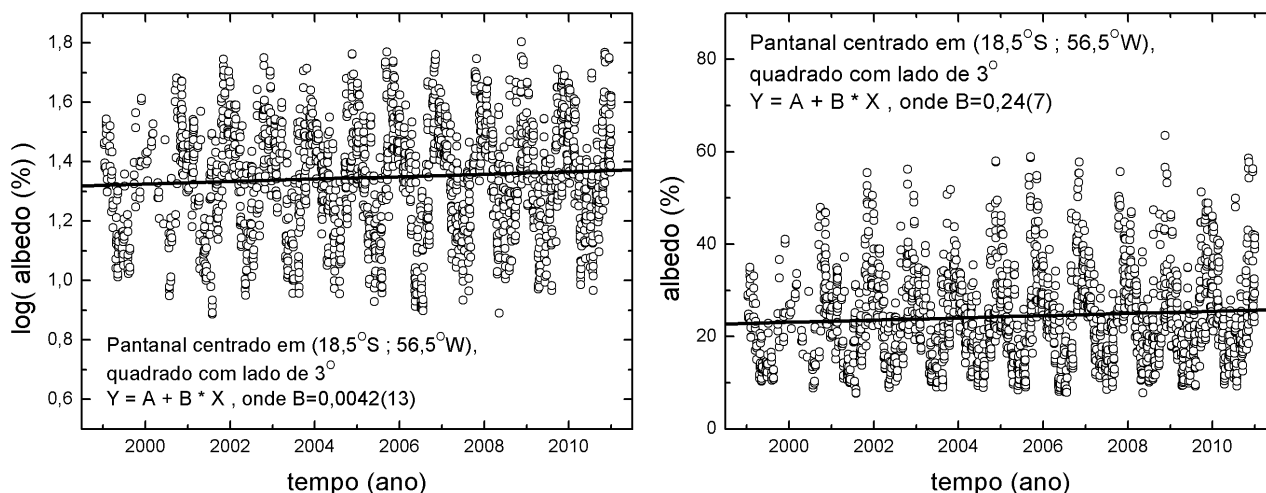 1,8
1,6
1,4
1,2
1,0
0,8
0,6
log( albedo (%) )
Pantanal centrado em (18,5°S ; 56,5°W),
quadrado com lado de 3°
Y = A + B * X , onde B=0,0042(13)
2000 2002 2004 2006 2008 2010
tempo (ano)
80
60
40
20
0
albedo (%)
Pantanal centrado em (18,5°S ; 56,5°W),
quadrado com lado de 3°
Y = A + B * X , onde B=0,24(7)
2000 2002 2004 2006 2008 2010
tempo (ano)